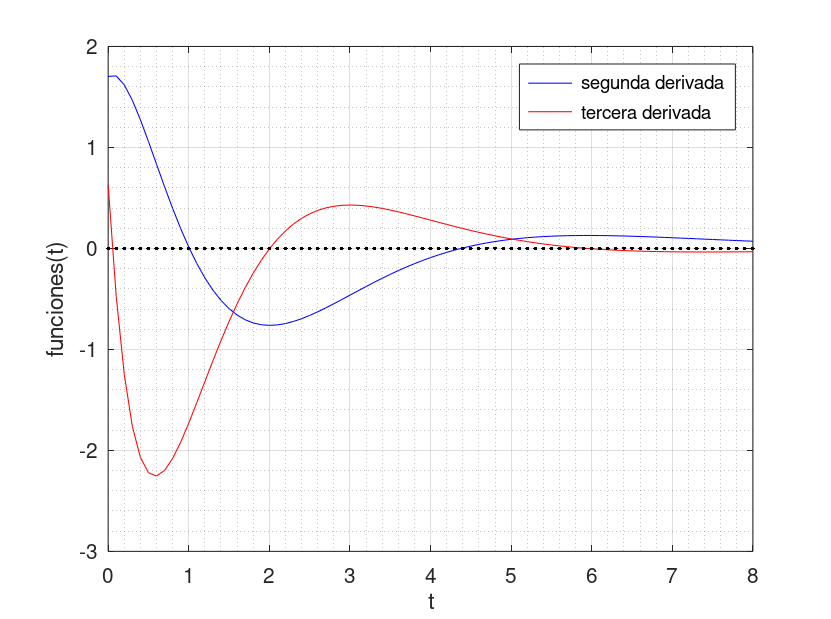 2
segunda derivada
tercera derivada
1
0
funciones(t)
-1
-2
-3
0 1 2 3 4 5 6 7 8
t